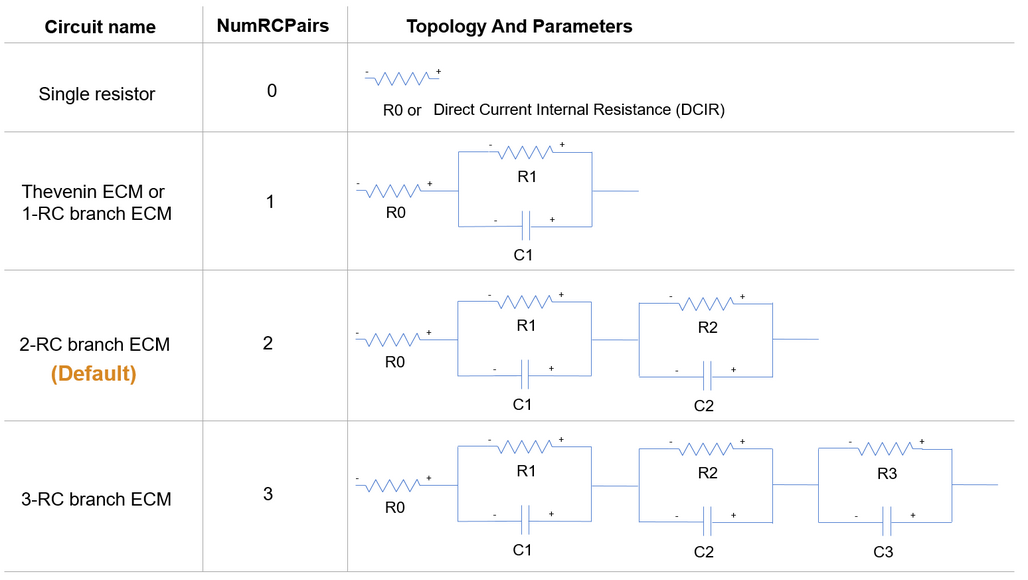 Circuit name NumRCPairs Topology And Parameters
- +
Single resistor 0
R0 or Direct Current Internal Resistance (DCIR)
- +
R1
- +
Thevenin ECM or
1-RC branch ECM
1
R0
- +
C1
- + - +
R1 R2
- +
2-RC branch ECM 2
R0
(Default)
- + - +
C1 C2
- + - + - +
R1 R2 R3
- +
3-RC branch ECM 3
R0
- + - + - +
C1 C2 C3